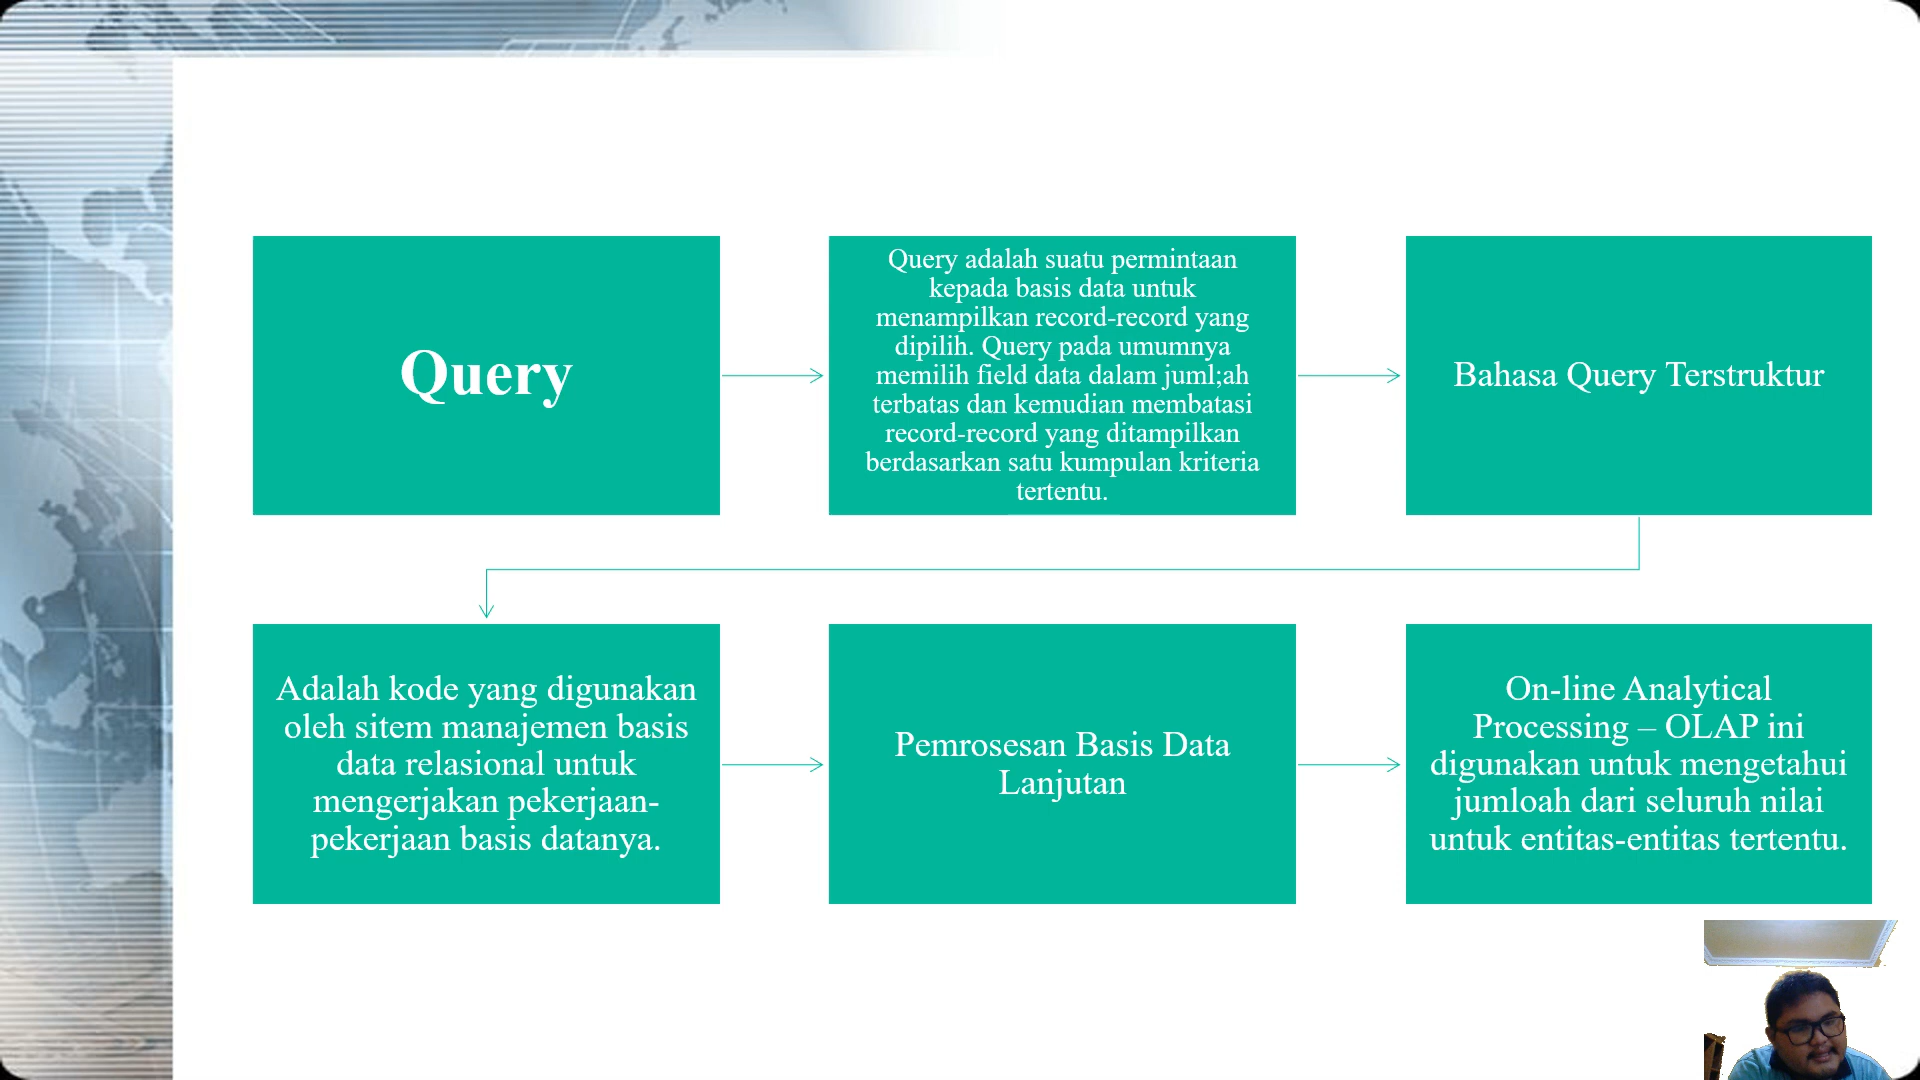 Query
Query adalah suatu permintaan
kepada basis data untuk
menampilkan record-record yang
dipilih. Query pada umumnya
memilih field data dalam juml;ah
terbatas dan kemudian membatasi
record-record yang ditampilkan
berdasarkan satu kumpulan kriteria
tertentu.
Bahasa Query Terstruktur
Adalah kode yang digunakan
oleh sitem manajemen basis
data relasional untuk
mengerjakan pekerjaan-
pekerjaan basis datanya.
Pemrosesan Basis Data
Lanjutan
On-line Analytical
Processing – OLAP ini
digunakan untuk mengetahui
jumloah dari seluruh nilai
untuk entitas-entitas tertentu.